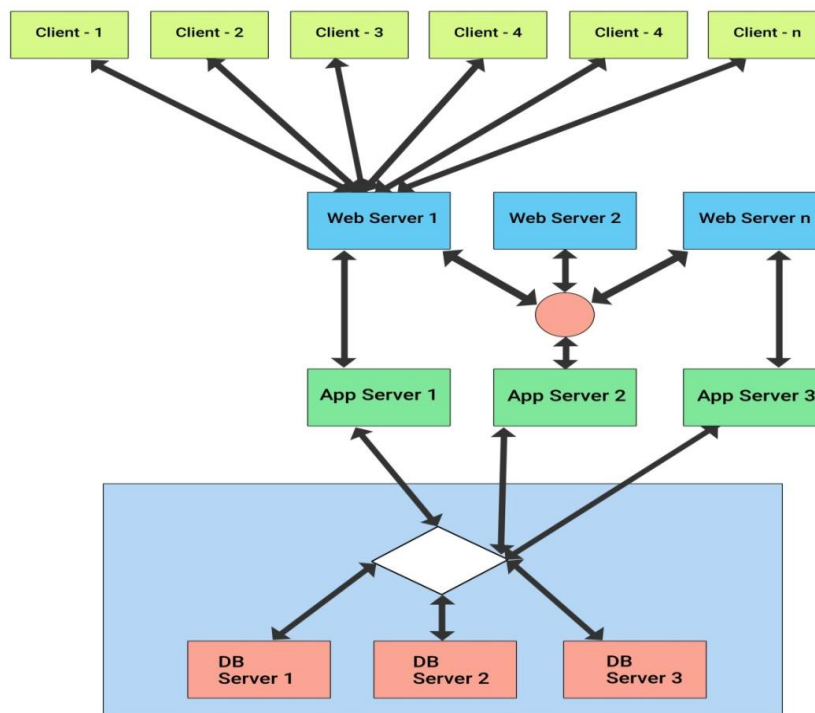 Client - 1
Client - 2
Client - 3
Client - 4
Client - 4
Client - n
Web Server 1
Web Server 2
Web Server n
App Server 1
App Server 2
App Server 3
DB
Server 1
DB
Server 2
DB
Server 3